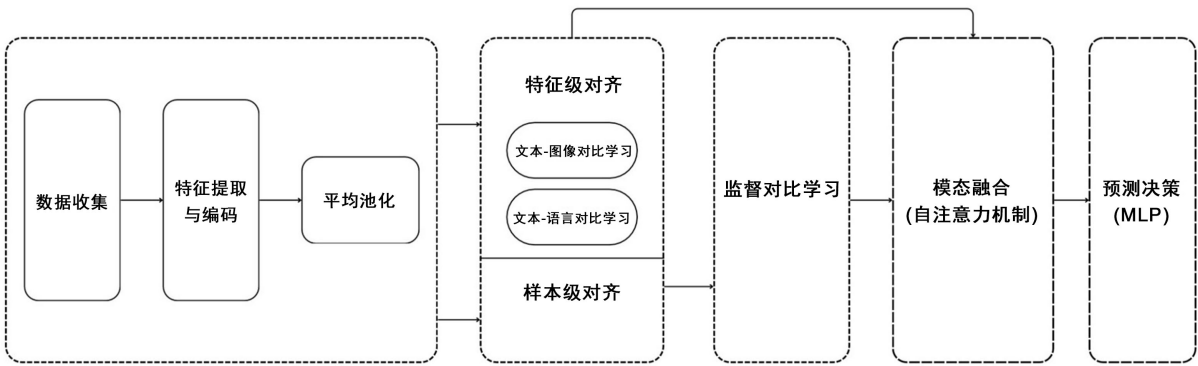 数据收集
特征提取
与编码
平均池化
特征级对齐
文本-图像对比学习
文本-语言对比学习
样本级对齐
监督对比学习
模态融合
(自注意力机制)
预测决策
(MLP)